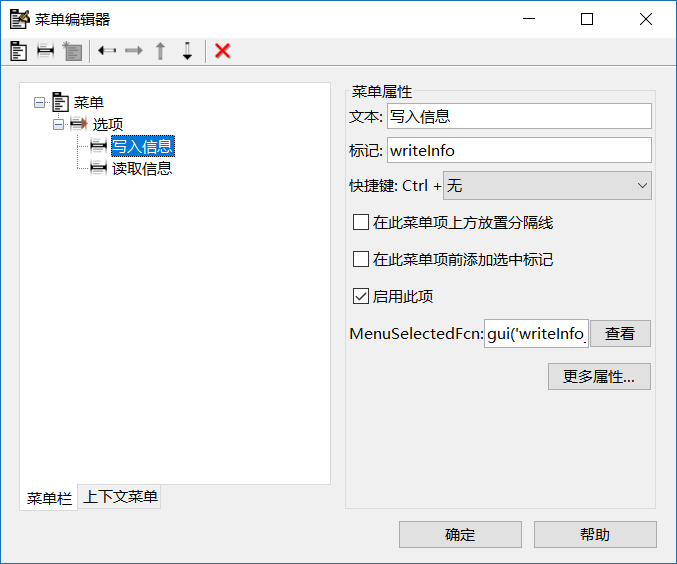 菜单编辑器
菜单
选项
写入信息
读取信息
菜单栏
上下文菜单
菜单属性
文本: 写入信息
标记: writeInfo
快捷键: Ctrl + 无
在此菜单项上方放置分隔线
在此菜单项前添加选中标记
启用此项
MenuSelectedFcn: gui('writeInfo_ 查看
更多属性...
确定
帮助